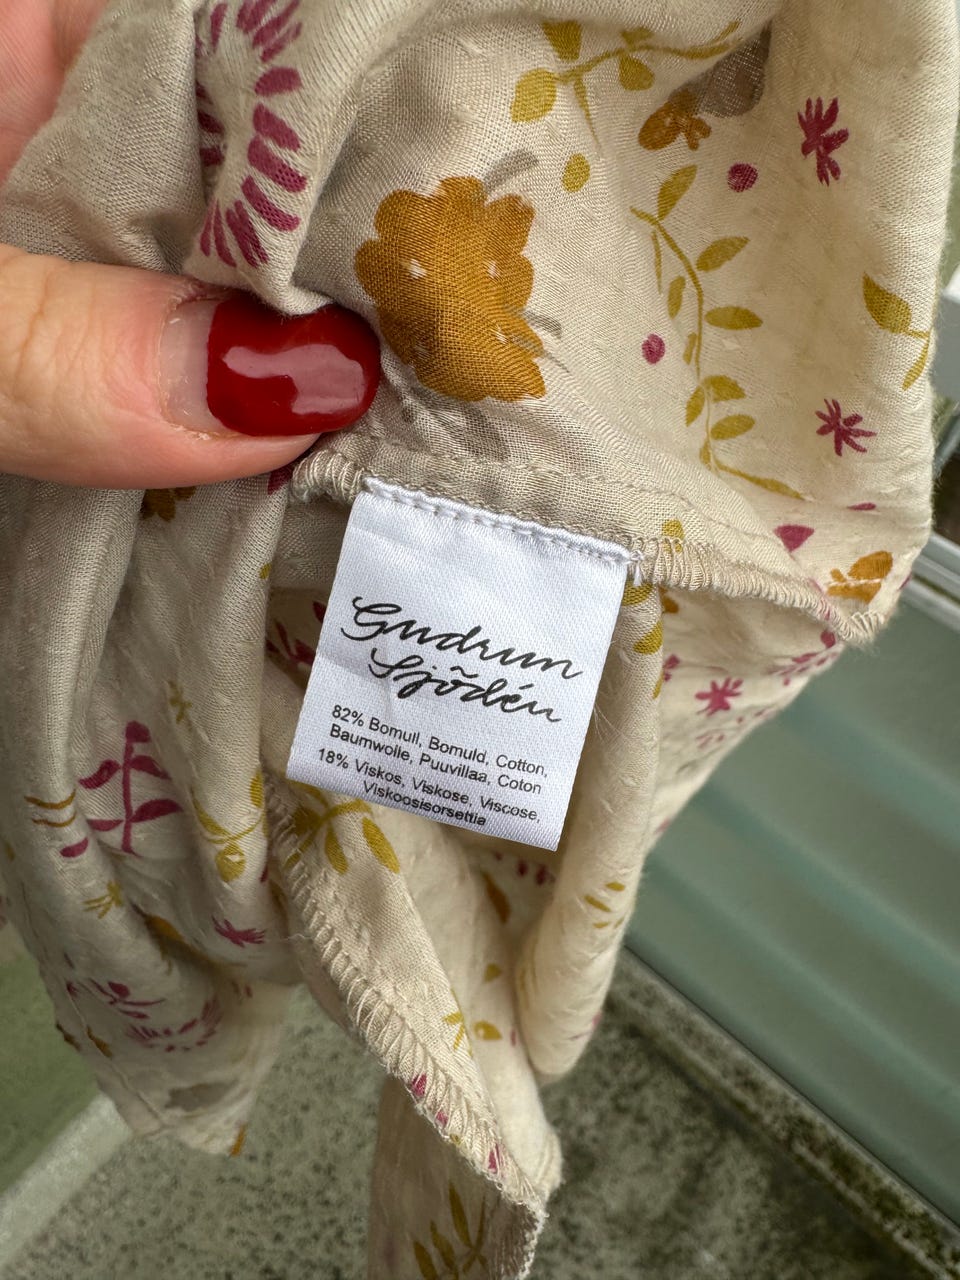 Gudrun
Sjödén
82% Bomull, Bomuld, Cotton,
Baumwolle, Puuvillaa, Coton
18% Viskos, Viskose, Viscose,
Viskoosisorsettia